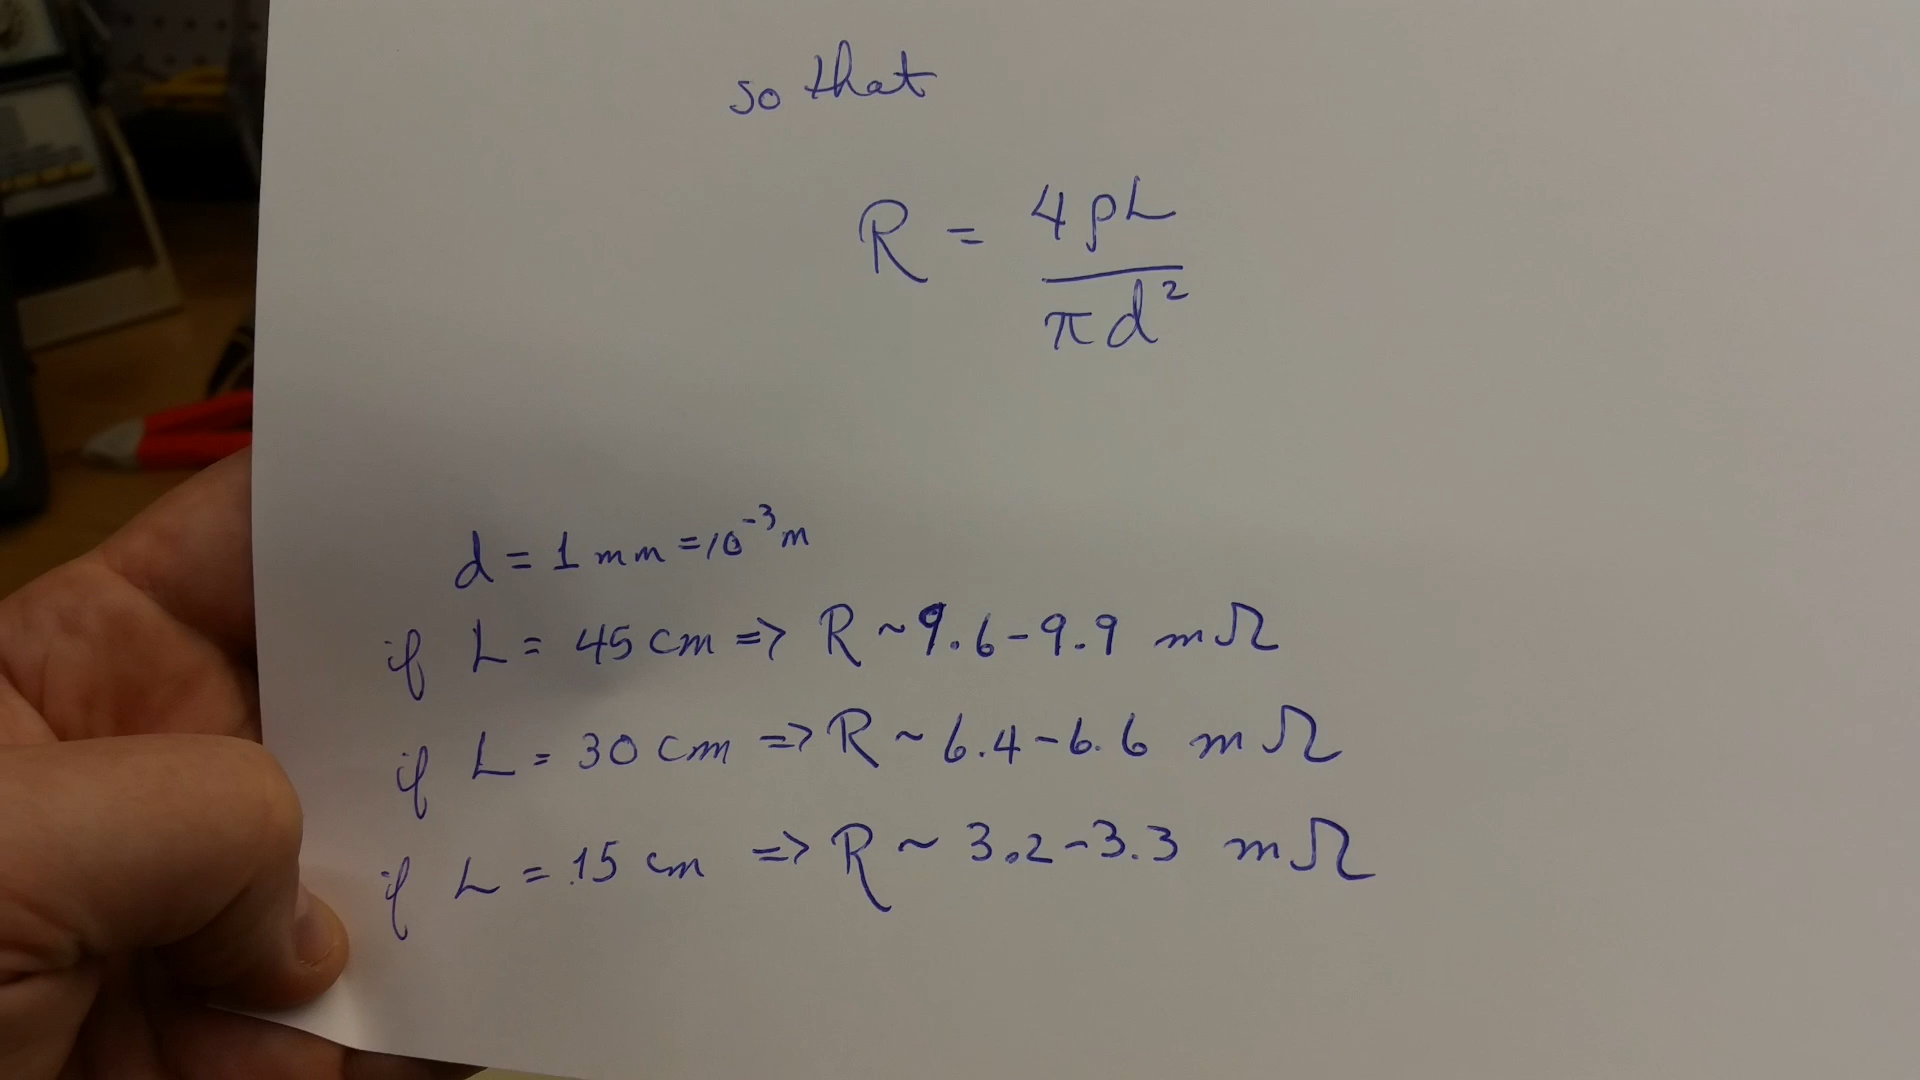 so that
R = 4ρL / πd²
d = 1 mm = 10⁻³ m
if L = 45 cm => R ~ 9.6-9.9 mΩ
if L = 30 cm => R ~ 6.4-6.6 mΩ
if L = 15 cm => R ~ 3.2-3.3 mΩ